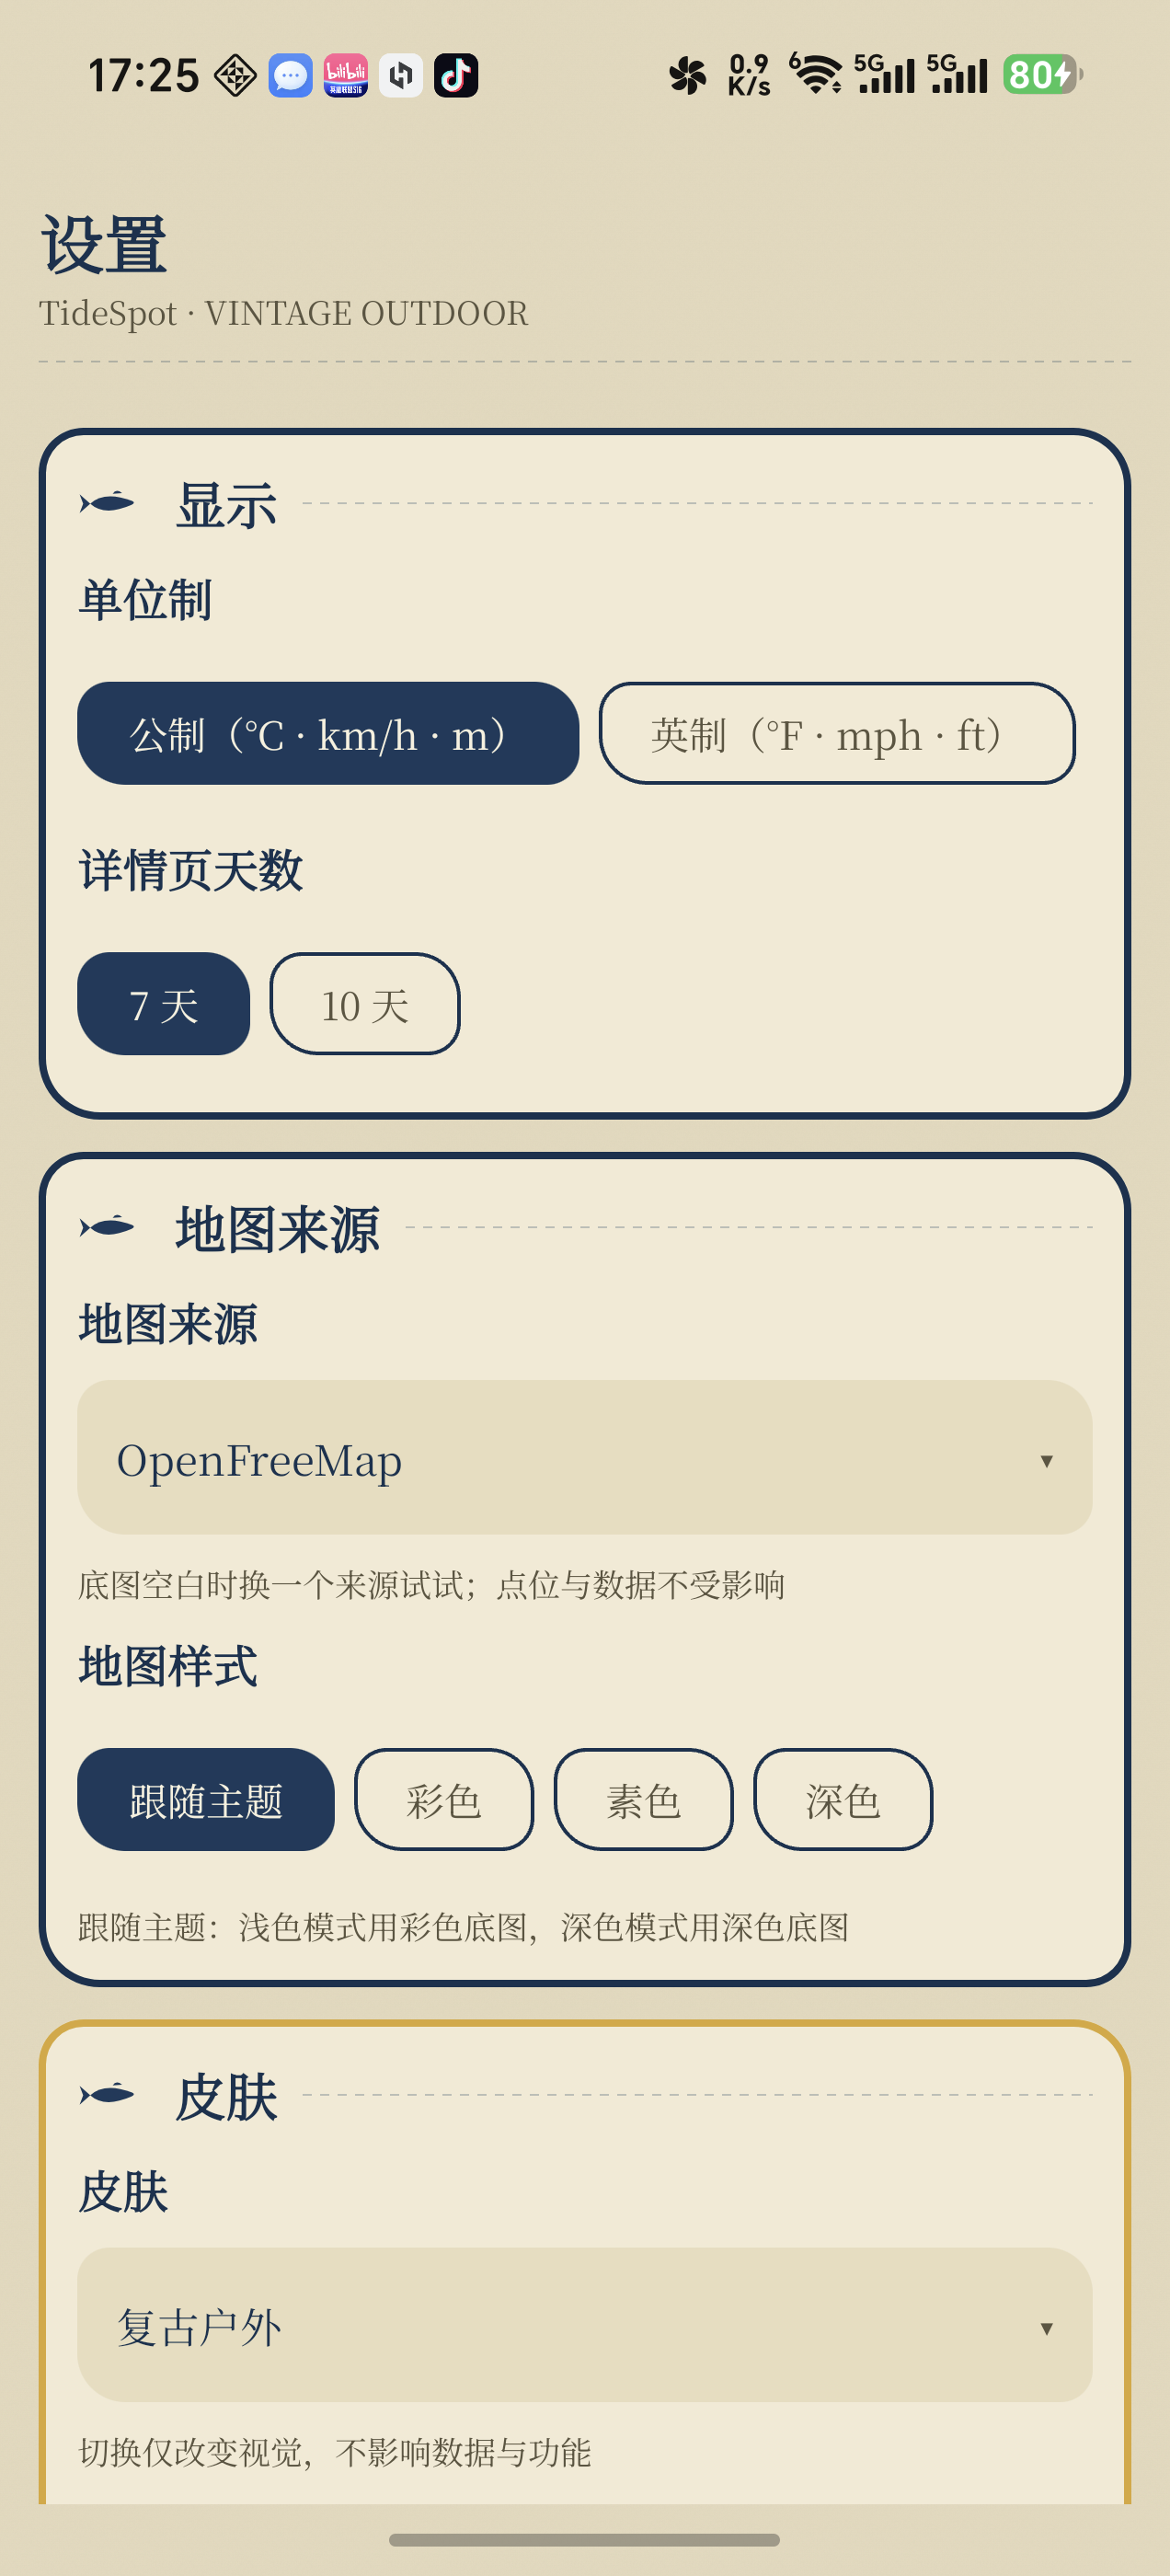 17:25
bilibili
0.9
K/s
6
5G
5G
80
设置
TideSpot · VINTAGE OUTDOOR
显示
单位制
公制（℃ · km/h · m）
英制（℉ · mph · ft）
详情页天数
7 天
10 天
地图来源
地图来源
OpenFreeMap
底图空白时换一个来源试试；点位与数据不受影响
地图样式
跟随主题
彩色
素色
深色
跟随主题：浅色模式用彩色底图，深色模式用深色底图
皮肤
皮肤
复古户外
切换仅改变视觉，不影响数据与功能